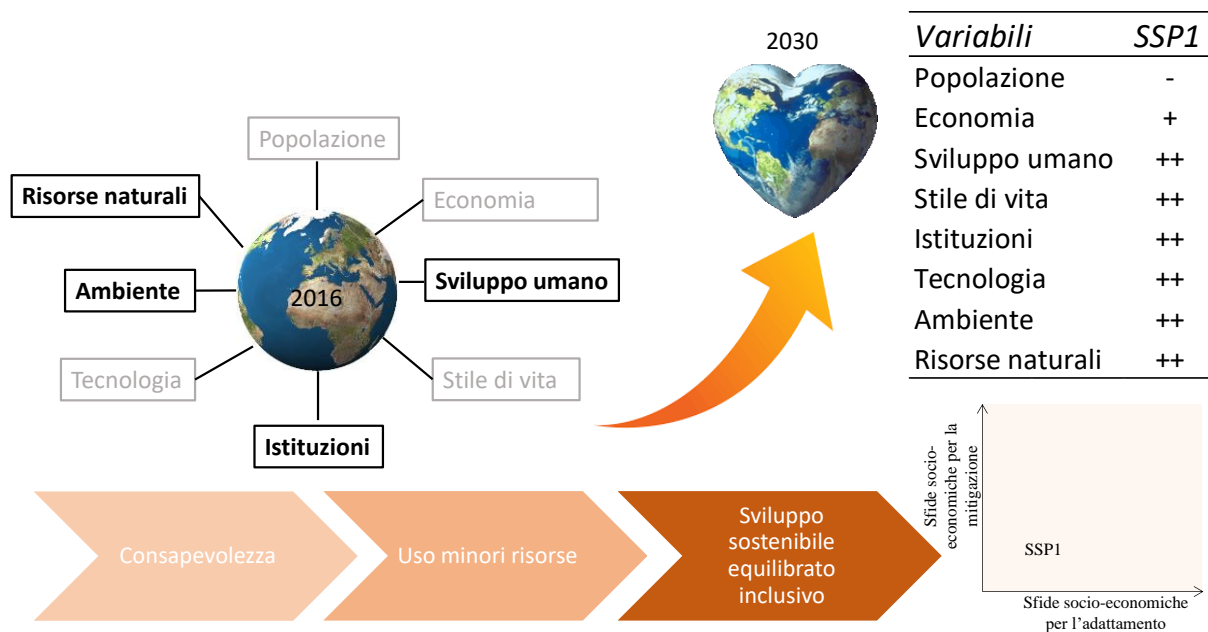 Popolazione
Risorse naturali
Economia
Ambiente
2016
Sviluppo umano
Tecnologia
Stile di vita
Istituzioni
2030
Variabili SSP1
Popolazione -
Economia +
Sviluppo umano ++
Stile di vita ++
Istituzioni ++
Tecnologia ++
Ambiente ++
Risorse naturali ++
Consapevolezza
Uso minori risorse
Sviluppo
sostenibile
equilibrato
inclusivo
Sfide socio-
economiche per la
mitigazione
SSP1
Sfide socio-economiche
per l'adattamento